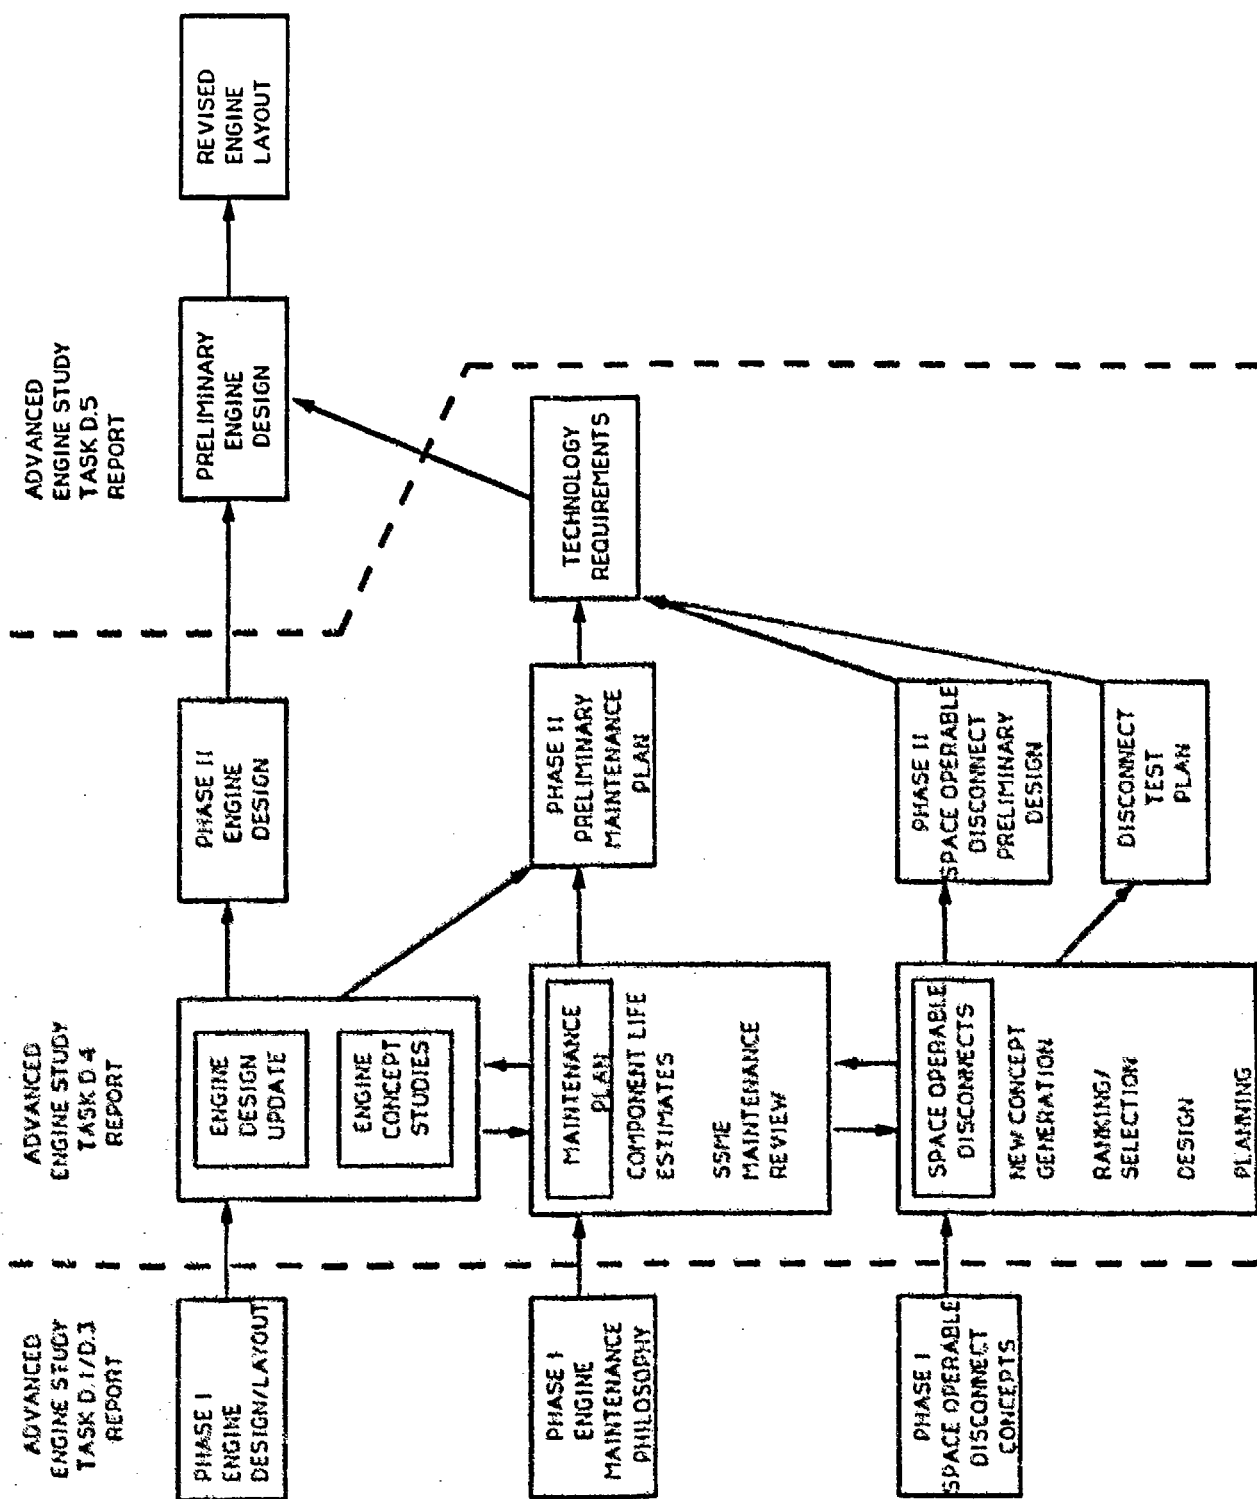 ADVANCED
ENGINE STUDY
TASK D.1/D.3
REPORT
ADVANCED
ENGINE STUDY
TASK D.4
REPORT
ADVANCED
ENGINE STUDY
TASK D.5
REPORT
PHASE I
ENGINE
DESIGN/LAYOUT
ENGINE
DESIGN
UPDATE
ENGINE
CONCEPT
STUDIES
PHASE II
ENGINE
DESIGN
PRELIMINARY
ENGINE
DESIGN
REVISED
ENGINE
LAYOUT
PHASE I
ENGINE
MAINTENANCE
PHILOSOPHY
MAINTENANCE
PLAN
COMPONENT LIFE
ESTIMATES
SSME
MAINTENANCE
REVIEW
PHASE II
PRELIMINARY
MAINTENANCE
PLAN
TECHNOLOGY
REQUIREMENTS
PHASE I
SPACE OPERABLE
DISCONNECT
CONCEPTS
SPACE OPERABLE
DISCONNECTS
NEW CONCEPT
GENERATION
RANKING/
SELECTION
DESIGN
PLANNING
PHASE II
SPACE OPERABLE
DISCONNECT
PRELIMINARY
DESIGN
DISCONNECT
TEST
PLAN